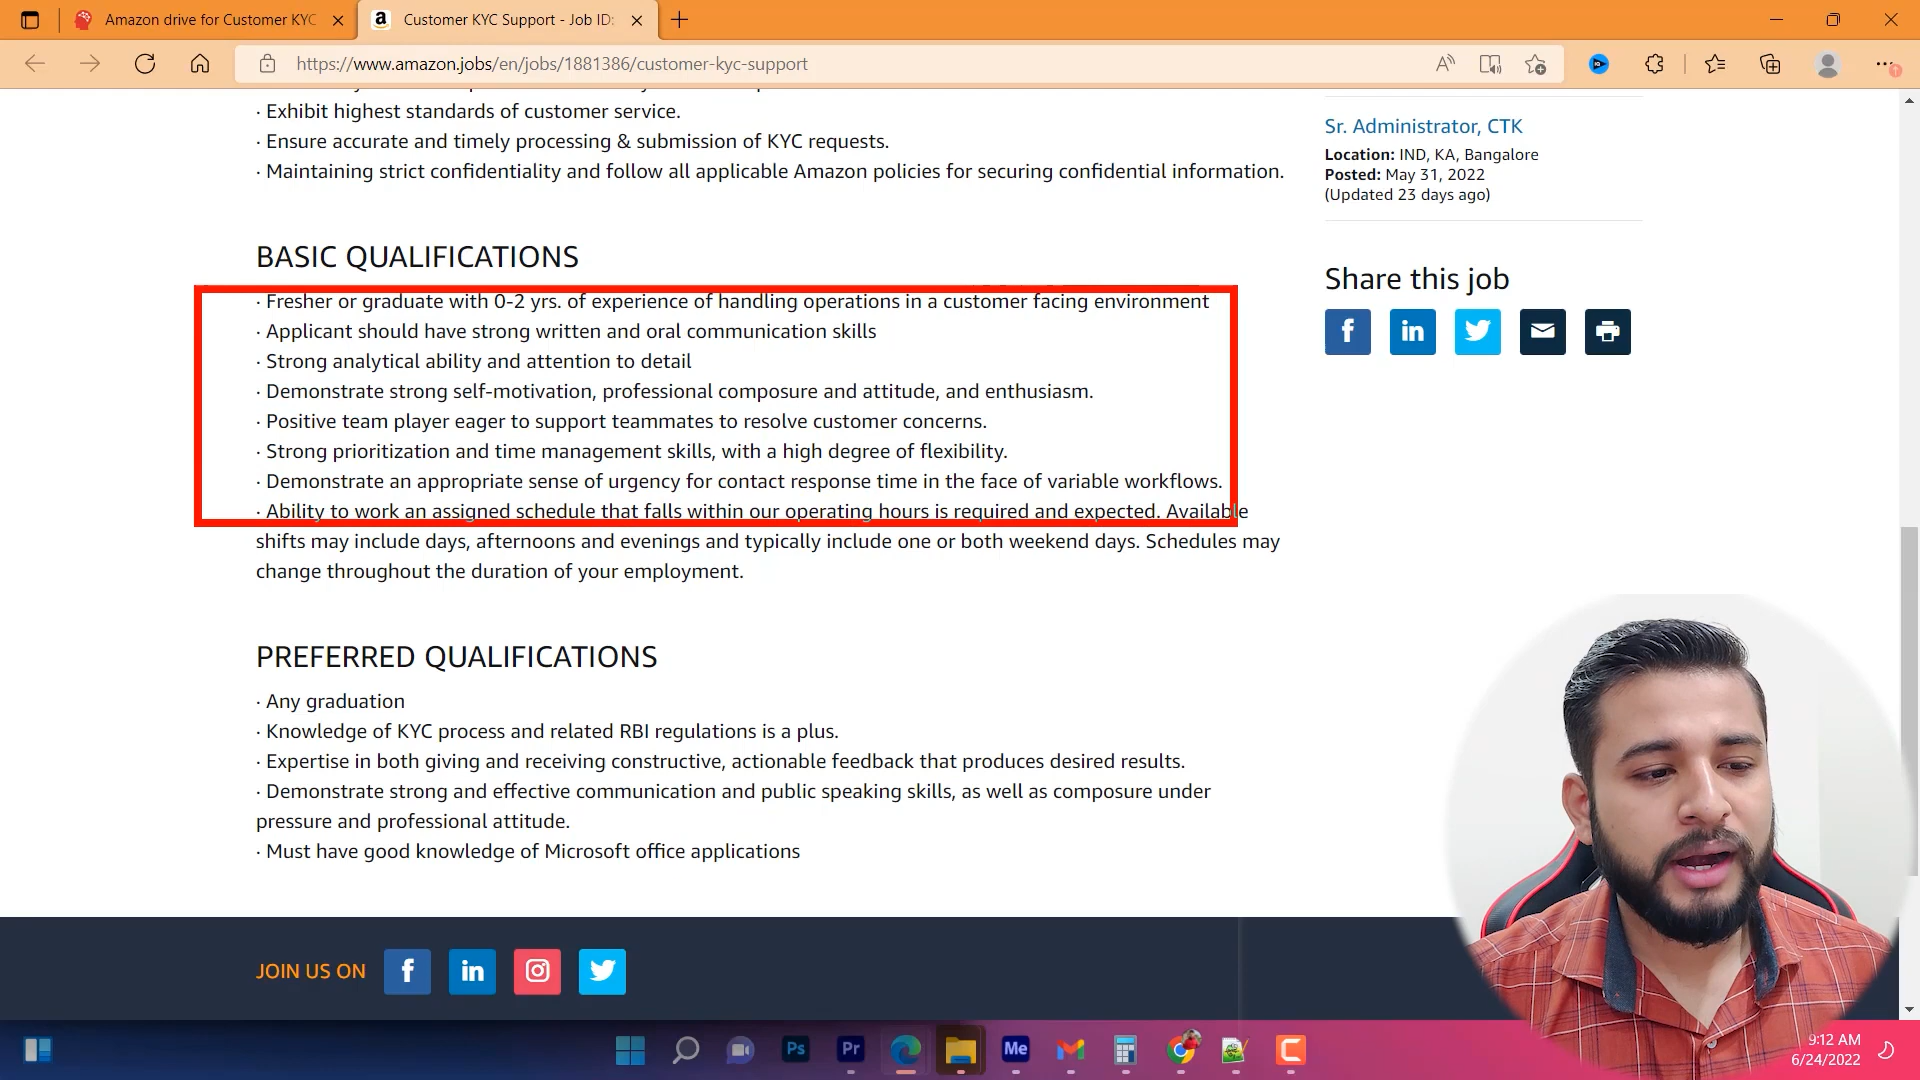 Amazon drive for Customer KYC
Customer KYC Support - Job ID:
https://www.amazon.jobs/en/jobs/1881386/customer-kyc-support
· Exhibit highest standards of customer service.
· Ensure accurate and timely processing & submission of KYC requests.
· Maintaining strict confidentiality and follow all applicable Amazon policies for securing confidential information.
Sr. Administrator, CTK
Location: IND, KA, Bangalore
Posted: May 31, 2022
(Updated 23 days ago)
BASIC QUALIFICATIONS
· Fresher or graduate with 0-2 yrs. of experience of handling operations in a customer facing environment
· Applicant should have strong written and oral communication skills
· Strong analytical ability and attention to detail
· Demonstrate strong self-motivation, professional composure and attitude, and enthusiasm.
· Positive team player eager to support teammates to resolve customer concerns.
· Strong prioritization and time management skills, with a high degree of flexibility.
· Demonstrate an appropriate sense of urgency for contact response time in the face of variable workflows.
· Ability to work an assigned schedule that falls within our operating hours is required and expected. Available
shifts may include days, afternoons and evenings and typically include one or both weekend days. Schedules may
change throughout the duration of your employment.
Share this job
PREFERRED QUALIFICATIONS
· Any graduation
· Knowledge of KYC process and related RBI regulations is a plus.
· Expertise in both giving and receiving constructive, actionable feedback that produces desired results.
· Demonstrate strong and effective communication and public speaking skills, as well as composure under
pressure and professional attitude.
· Must have good knowledge of Microsoft office applications
JOIN US ON
Ps
Pr
Me
9:12 AM
6/24/2022